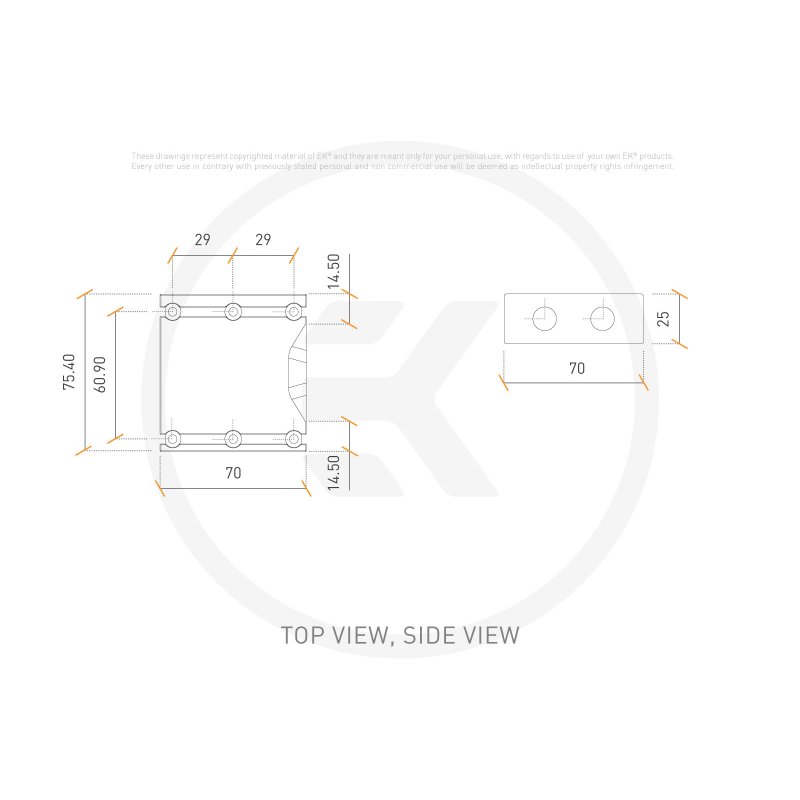 These drawings represent copyrighted material of EK® and they are meant only for your personal use, with regards to use of your own EK® products.
Every other use in contrary with previously stated personal and non commercial use will be deemed as intellectual property rights infringement.
29 29
14.50
75.40
60.90
70
14.50
25
70
TOP VIEW, SIDE VIEW